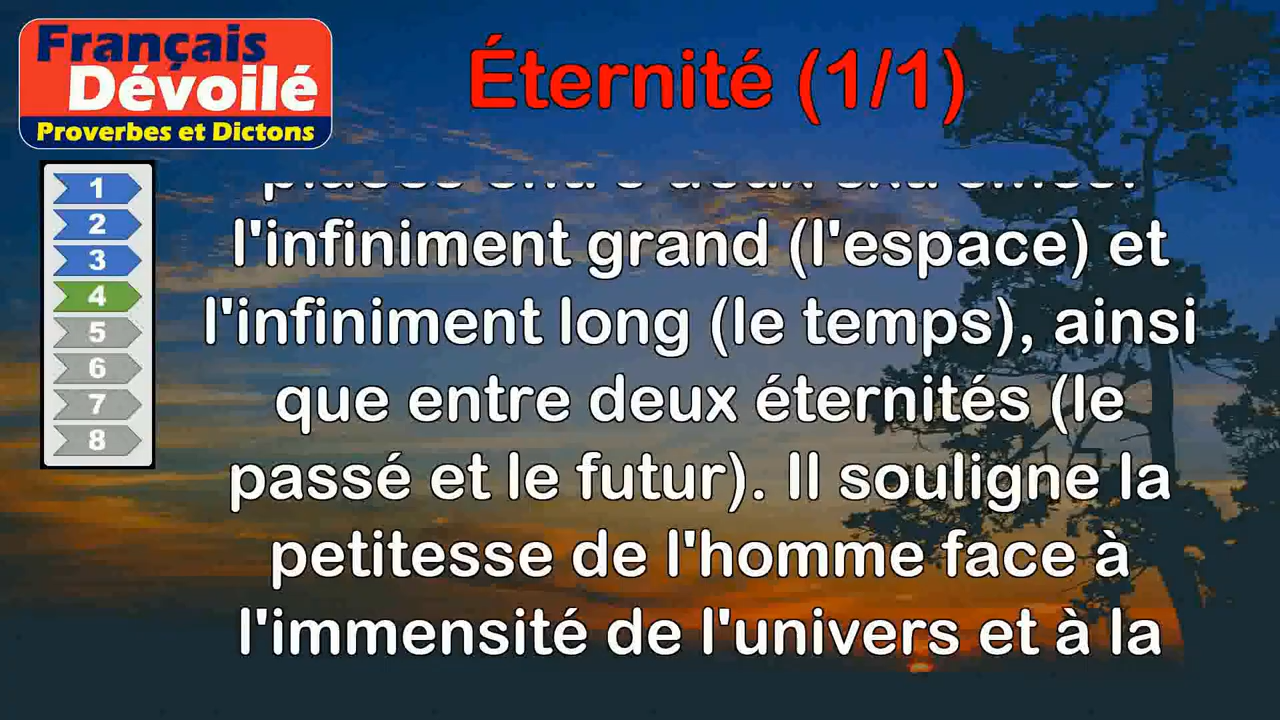 Français
Dévoilé
Proverbes et Dictons
Éternité (1/1)
1
2
3
4
5
6
7
8
l'infiniment grand (l'espace) et
l'infiniment long (le temps), ainsi
que entre deux éternités (le
passé et le futur). Il souligne la
petitesse de l'homme face à
l'immensité de l'univers et à la